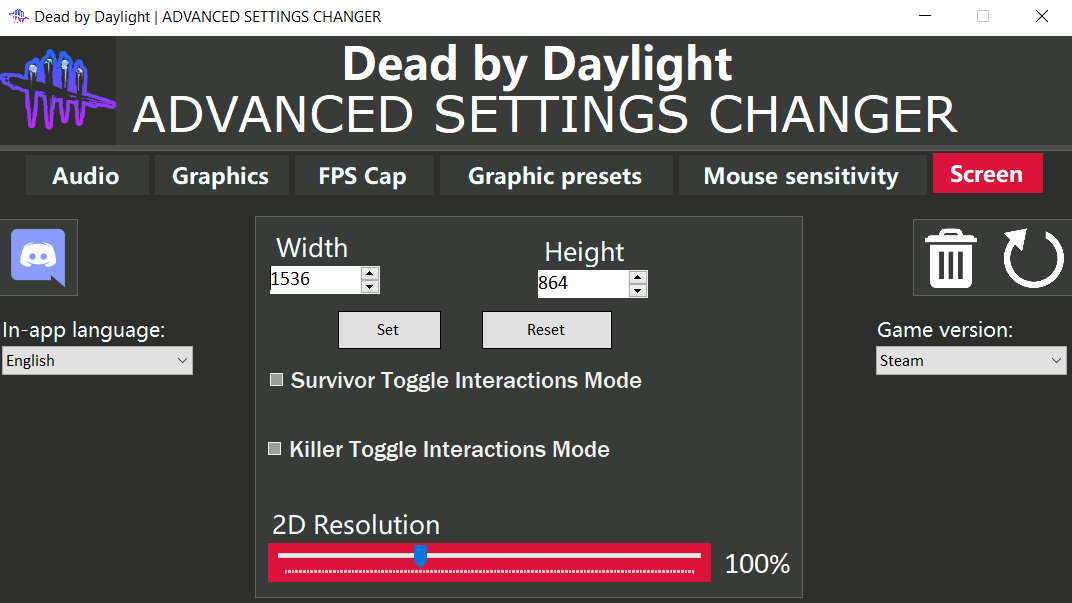 Dead by Daylight | ADVANCED SETTINGS CHANGER
Dead by Daylight
ADVANCED SETTINGS CHANGER
Audio Graphics FPS Cap Graphic presets Mouse sensitivity Screen
Width Height
1536 864
Set Reset
In-app language: Game version:
English Steam
Survivor Toggle Interactions Mode
Killer Toggle Interactions Mode
2D Resolution
100%